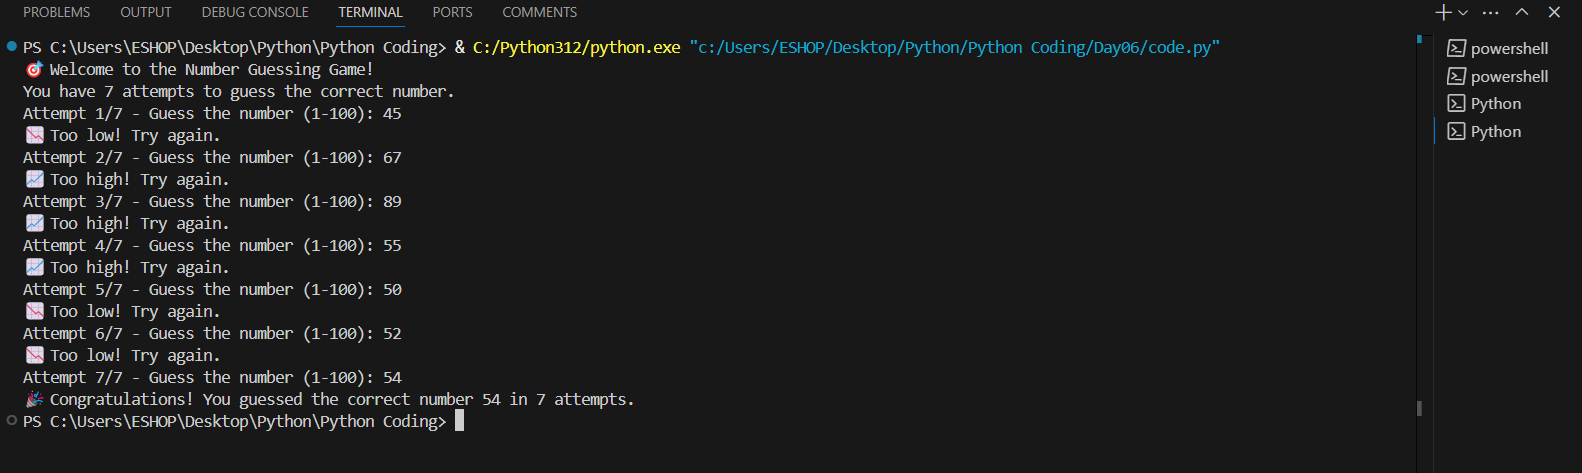 PROBLEMS OUTPUT DEBUG CONSOLE TERMINAL PORTS COMMENTS
PS C:\Users\ESHOP\Desktop\Python\Python Coding> & C:/Python312/python.exe "c:/Users/ESHOP/Desktop/Python/Python Coding/Day06/code.py"
🎯 Welcome to the Number Guessing Game!
You have 7 attempts to guess the correct number.
Attempt 1/7 - Guess the number (1-100): 45
📉 Too low! Try again.
Attempt 2/7 - Guess the number (1-100): 67
📈 Too high! Try again.
Attempt 3/7 - Guess the number (1-100): 89
📈 Too high! Try again.
Attempt 4/7 - Guess the number (1-100): 55
📈 Too high! Try again.
Attempt 5/7 - Guess the number (1-100): 50
📉 Too low! Try again.
Attempt 6/7 - Guess the number (1-100): 52
📉 Too low! Try again.
Attempt 7/7 - Guess the number (1-100): 54
🎉 Congratulations! You guessed the correct number 54 in 7 attempts.
PS C:\Users\ESHOP\Desktop\Python\Python Coding>
powershell
powershell
Python
Python